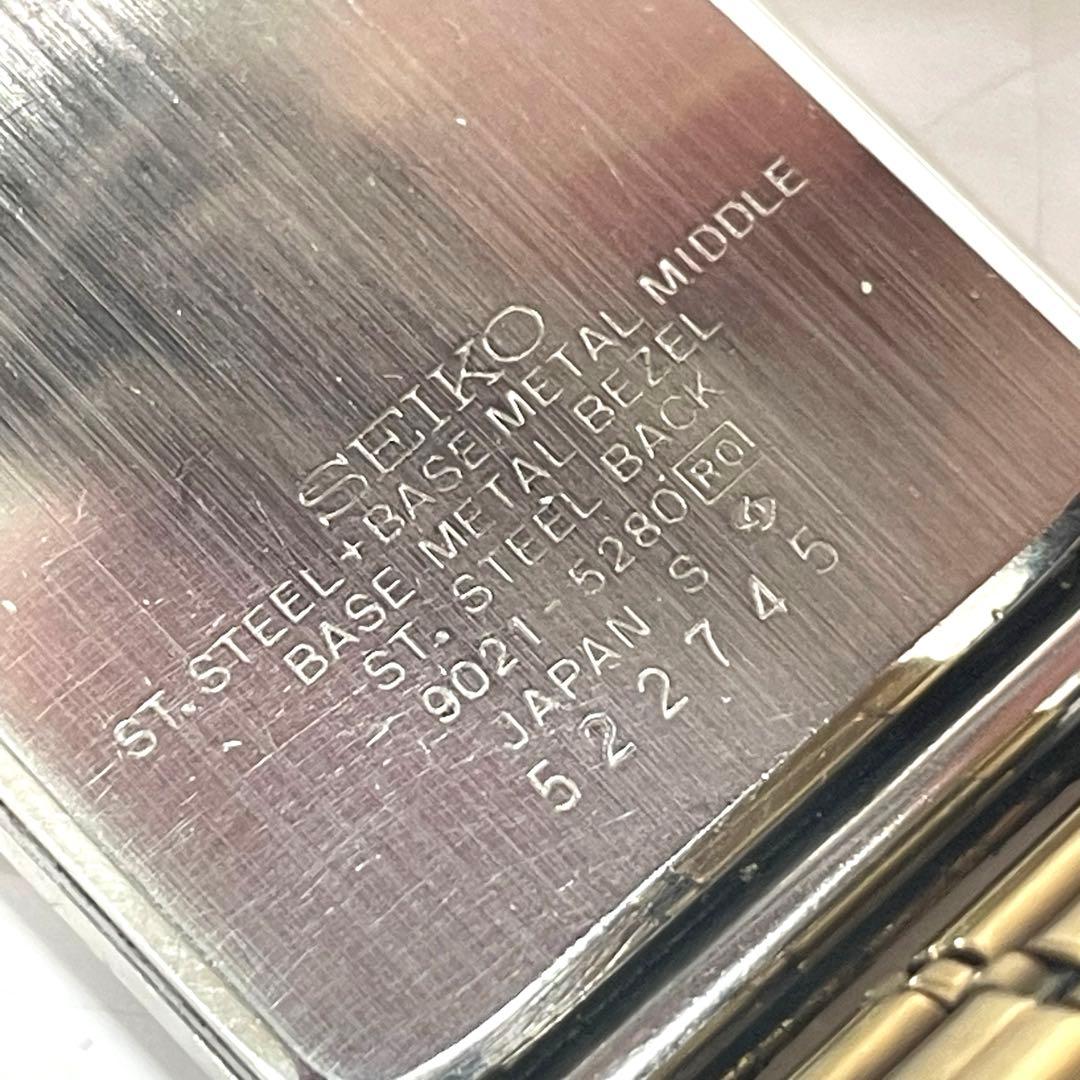 SEIKO
ST. STEEL + BASE METAL MIDDLE
BASE METAL BEZEL
ST. STEEL BACK
9021-5280 RO
JAPAN S
522745